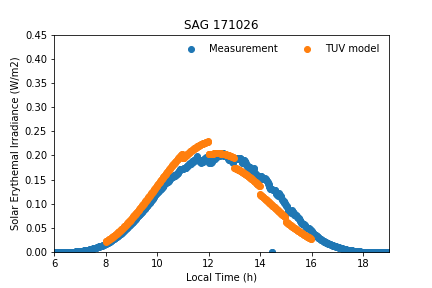 SAG 171026
Measurement
TUV model
Solar Erythemal Irradiance (W/m2)
0.45
0.40
0.35
0.30
0.25
0.20
0.15
0.10
0.05
0.00
6 8 10 12 14 16 18
Local Time (h)